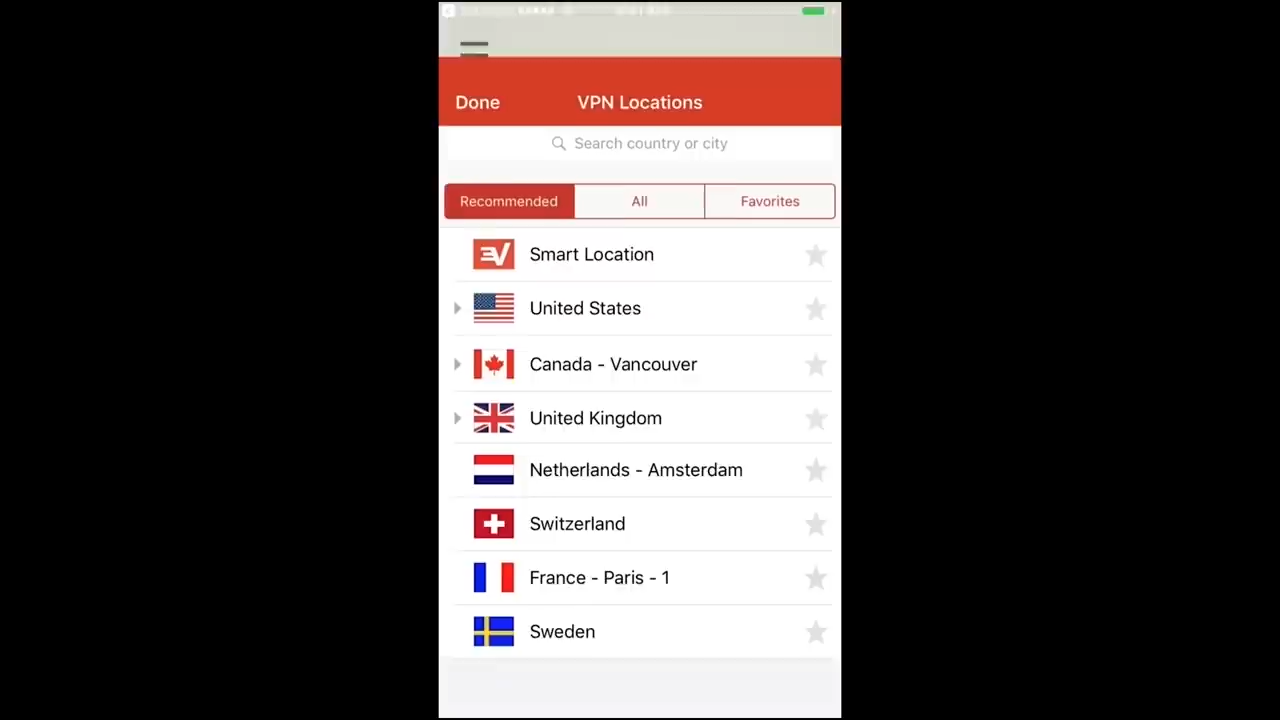 Done
VPN Locations
Search country or city
Recommended
All
Favorites
Smart Location
United States
Canada - Vancouver
United Kingdom
Netherlands - Amsterdam
Switzerland
France - Paris - 1
Sweden